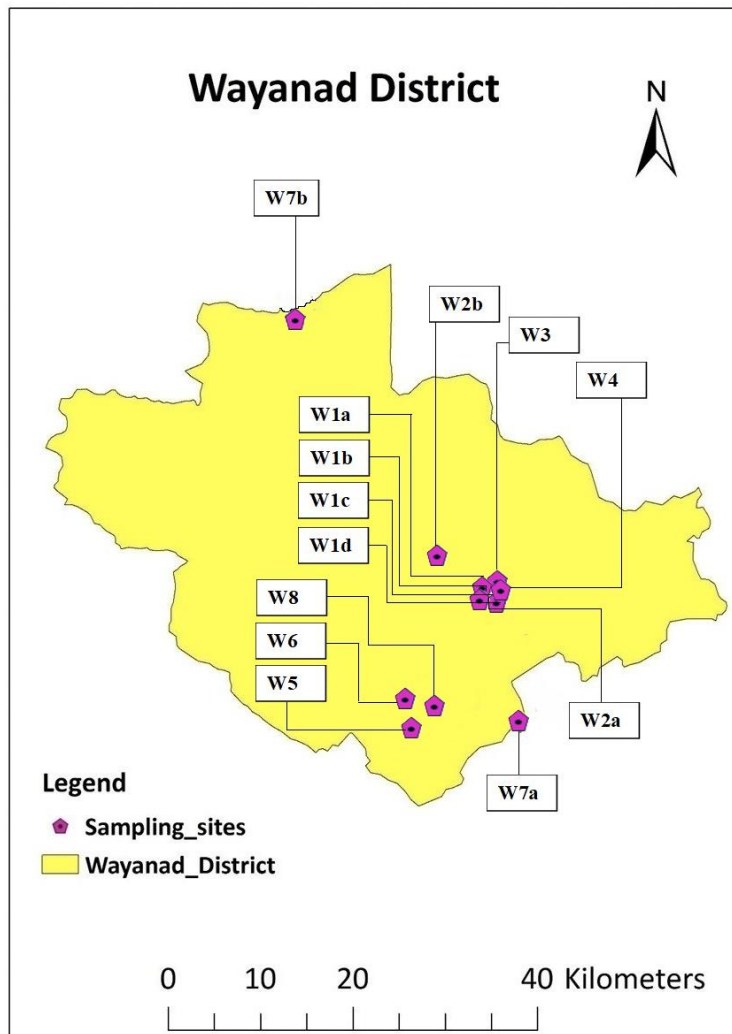 Wayanad District
N
W7b
W2b
W3
W4
W1a
W1b
W1c
W1d
W8
W6
W5
W2a
W7a
Legend
Sampling_sites
Wayanad_District
0 10 20 40 Kilometers